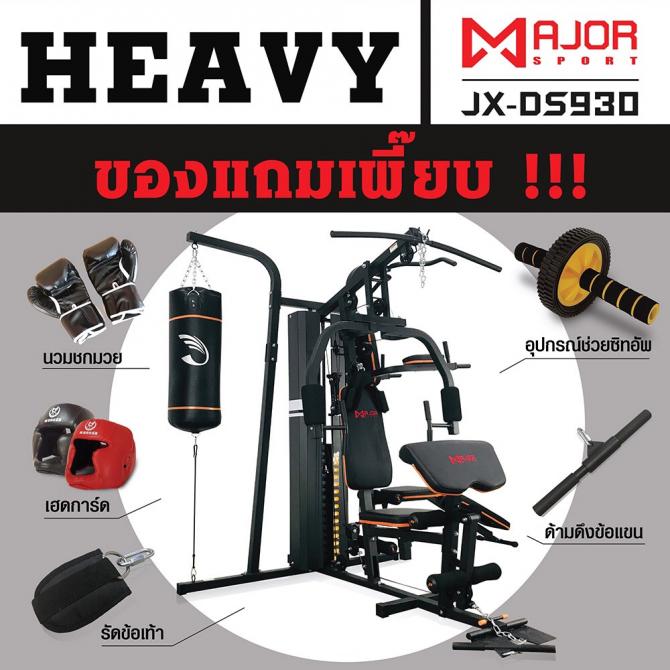 HEAVY
MAJOR
SPORT
JX-DS930
ของแถมเพี๊ยบ !!!
นวมชกมวย
อุปกรณ์ช่วยซิทอัพ
เฮดการ์ด
ด้ามดึงข้อแขน
รัดข้อเท้า
MAJOR
MAJOR